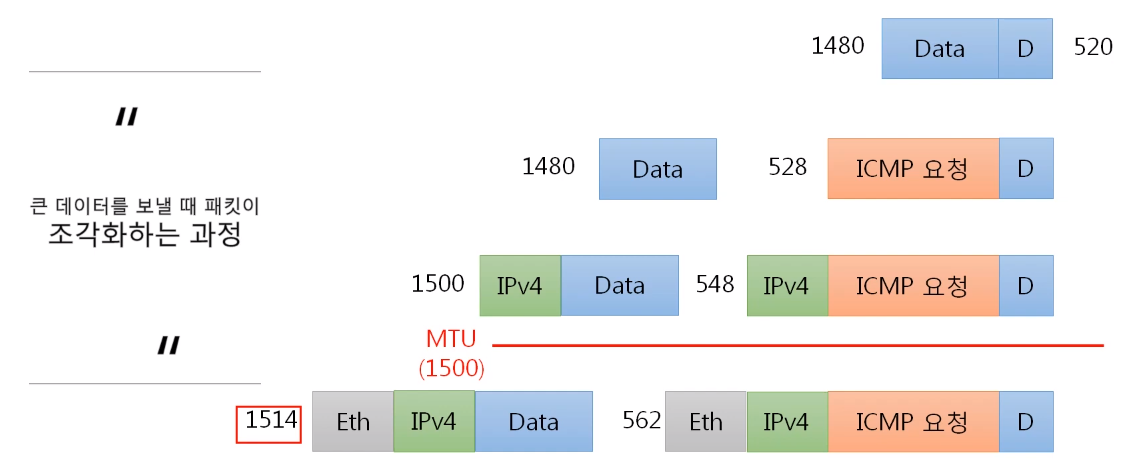 1480 Data D 520
〃
1480 Data 528 ICMP 요청 D
큰 데이터를 보낼 때 패킷이
조각화하는 과정
1500 IPv4 Data 548 IPv4 ICMP 요청 D
MTU
(1500)
〃
1514 Eth IPv4 Data 562 Eth IPv4 ICMP 요청 D